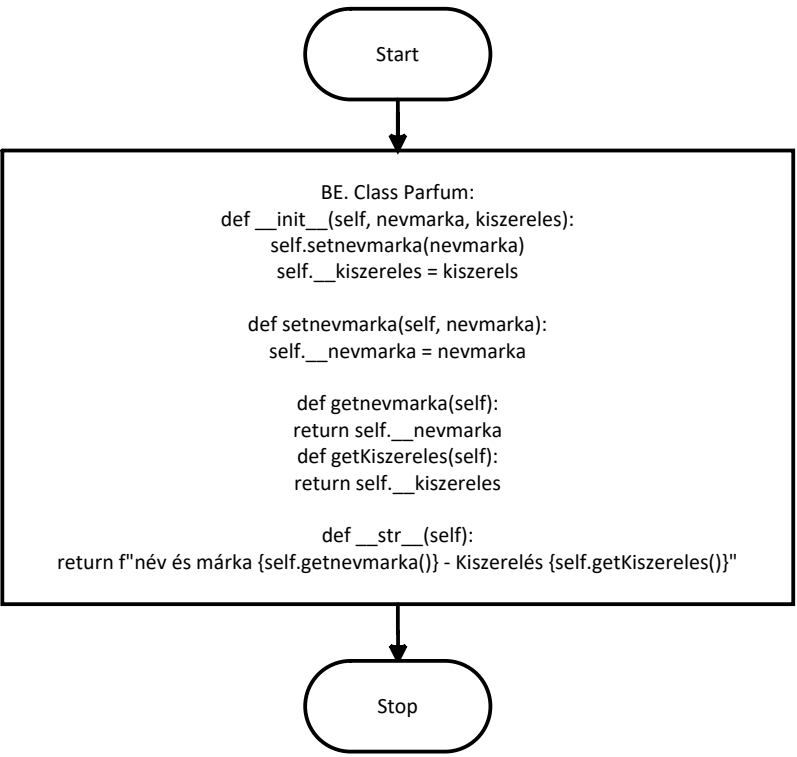 Start
BE. Class Parfum:
def __init__(self, nevmarka, kiszereles):
self.setnevmarka(nevmarka)
self.__kiszereles = kiszerels
def setnevmarka(self, nevmarka):
self.__nevmarka = nevmarka
def getnevmarka(self):
return self.__nevmarka
def getKiszereles(self):
return self.__kiszereles
def __str__(self):
return f"név és márka {self.getnevmarka()} - Kiszerelés {self.getKiszereles()}"
Stop